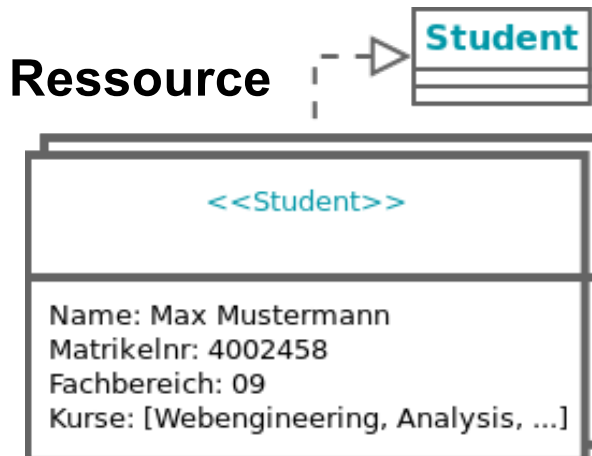 Student
Ressource
<<Student>>
Name: Max Mustermann
Matrikelnr: 4002458
Fachbereich: 09
Kurse: [Webengineering, Analysis, ...]